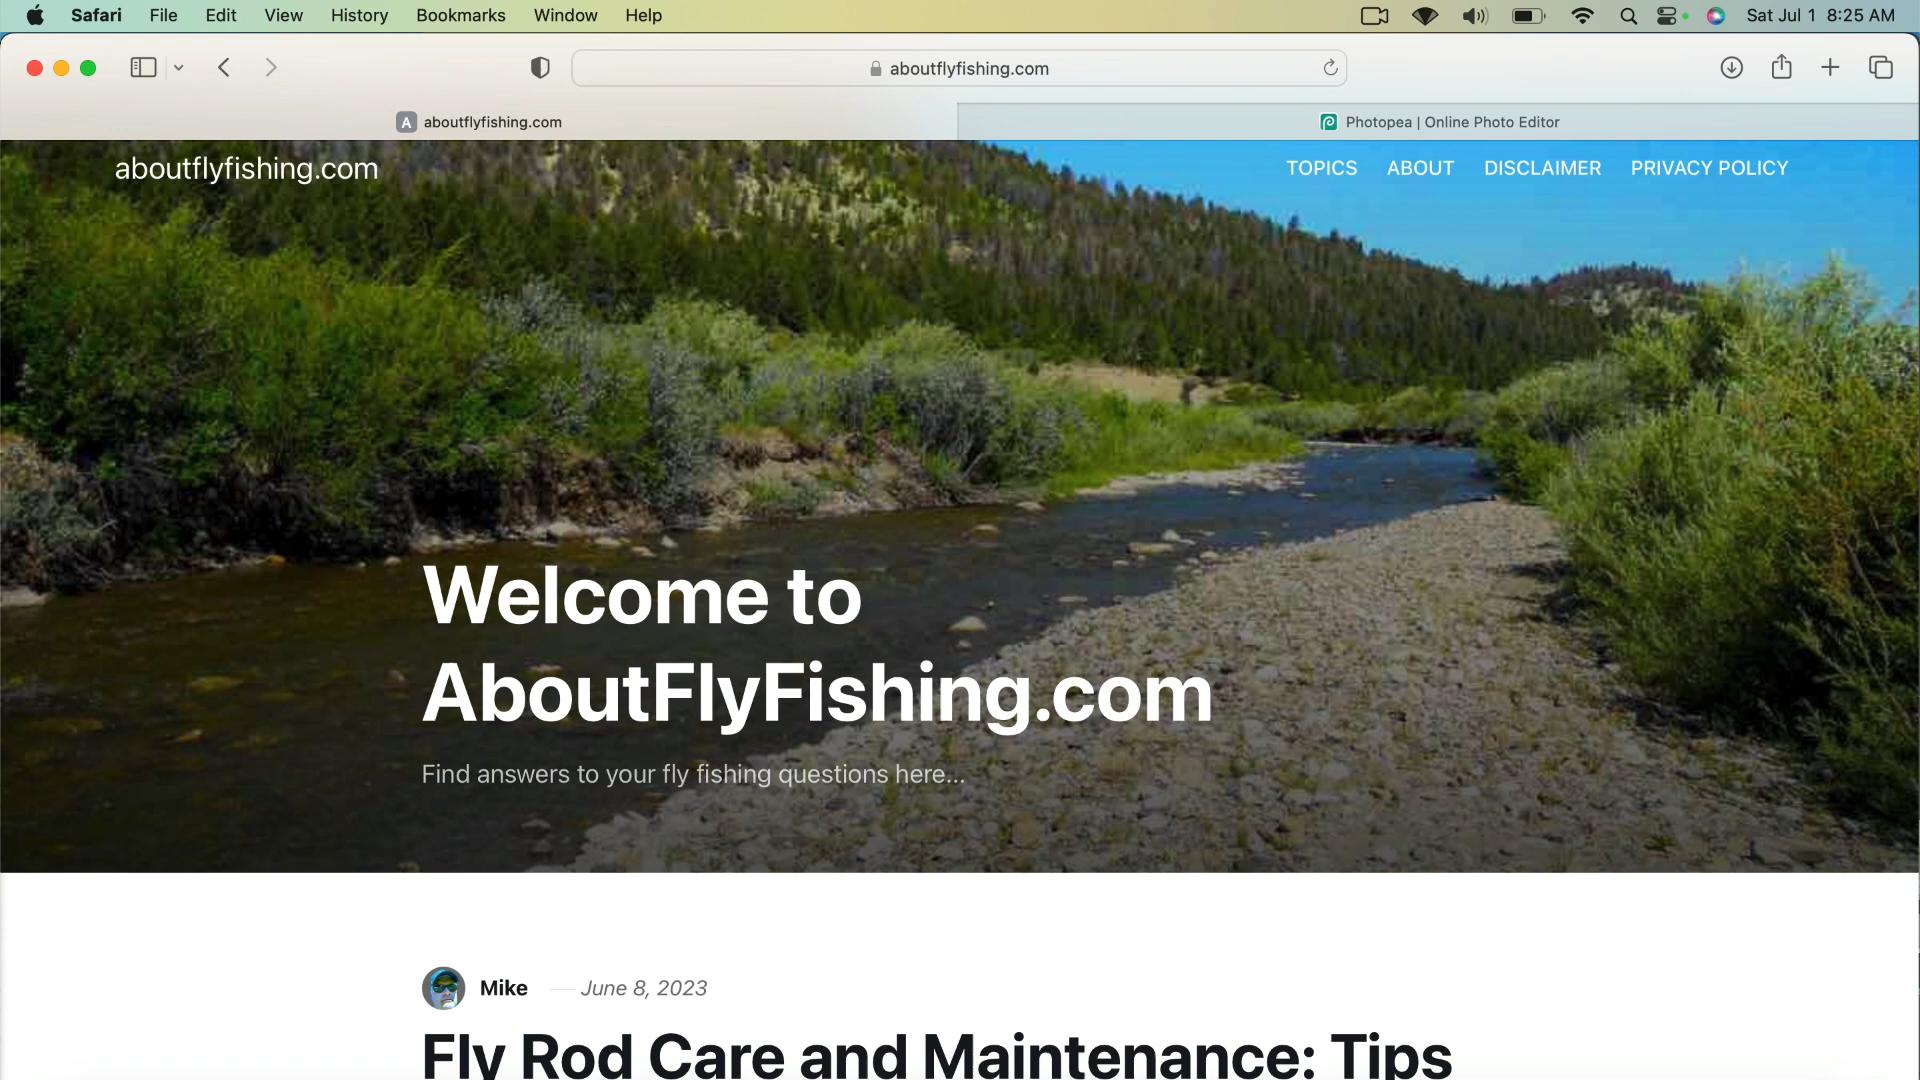 Safari File Edit View History Bookmarks Window Help Sat Jul 1 8:25 AM
aboutflyfishing.com
A aboutflyfishing.com Photopea | Online Photo Editor
aboutflyfishing.com TOPICS ABOUT DISCLAIMER PRIVACY POLICY
Welcome to
AboutFlyFishing.com
Find answers to your fly fishing questions here...
Mike — June 8, 2023
Fly Rod Care and Maintenance: Tips